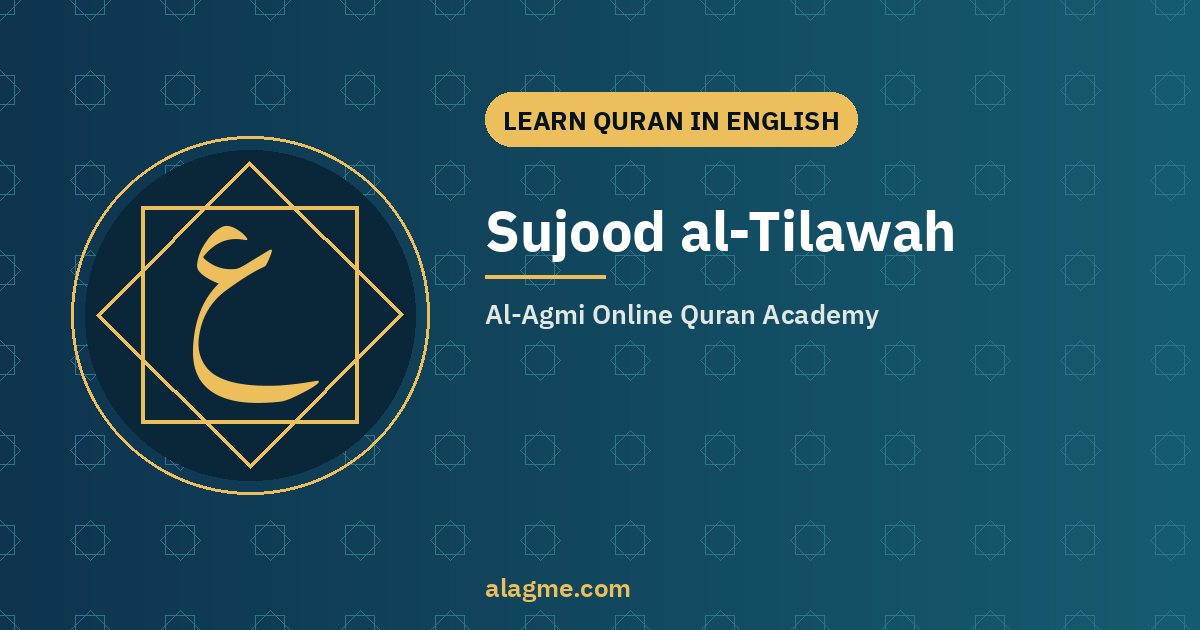 ع
LEARN QURAN IN ENGLISH
Sujood al-Tilawah
Al-Agmi Online Quran Academy
alagme.com